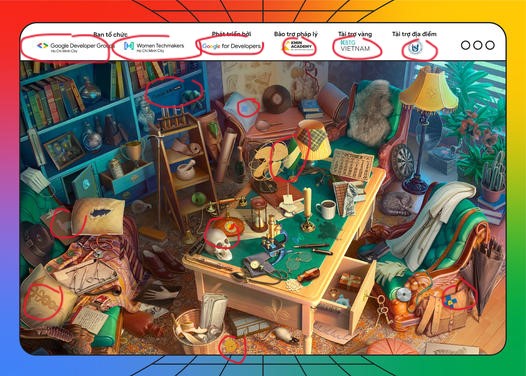 Ban tổ chức
Phát triển bởi
Bảo trợ pháp lý
Tài trợ vàng
Tài trợ địa điểm
Google Developer Groups
Ho Chi Minh City
Women Techmakers
Ho Chi Minh City
Google for Developers
ACADEMY
VIETNAM